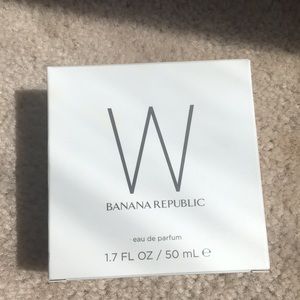 W
BANANA REPUBLIC
eau de parfum
1.7 FL OZ / 50 mL ℮